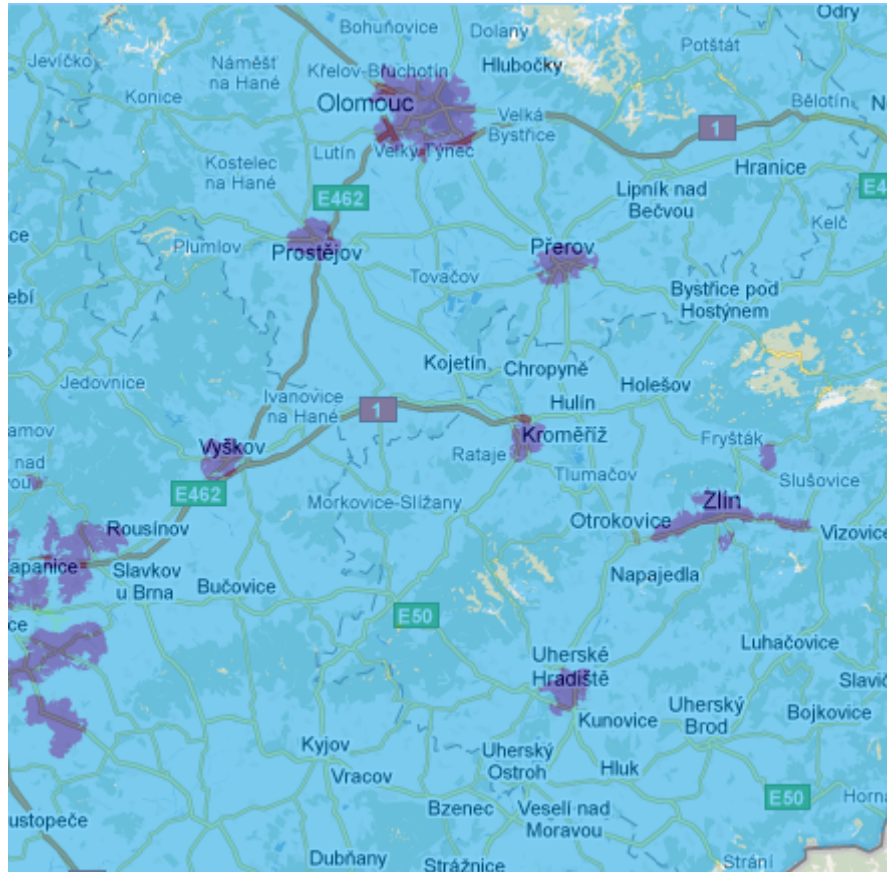 Odry
Bohuňovice
Dolany
Potštát
Jevíčko
Náměšť
na Hané
Křelov-Břuchotín
Hlubočky
Konice
Olomouc
Bělotín
Velká
Bystřice
1
Lutín
Velký Týnec
Kostelec
na Hané
Hranice
Lipník nad
Bečvou
E462
E4
Kelč
Plumlov
Prostějov
Přerov
Tovačov
Bystřice pod
Hostýnem
Kojetín
Chropyně
Jedovnice
Holešov
Ivanovice
na Hané
1
Hulín
Kroměříž
Fryšták
Vyškov
Rataje
nad
Tlumačov
Slušovice
E462
Morkovice-Slížany
Zlín
Rousínov
Otrokovice
Vizovice
Slavkov
u Brna
Bučovice
Napajedla
E50
Luhačovice
Uherské
Hradiště
Kunovice
Uherský
Brod
Bojkovice
Kyjov
Uherský
Ostroh
Hluk
Vracov
E50
Bzenec
Veselí nad
Moravou
Dubňany
Strážnice
Strání